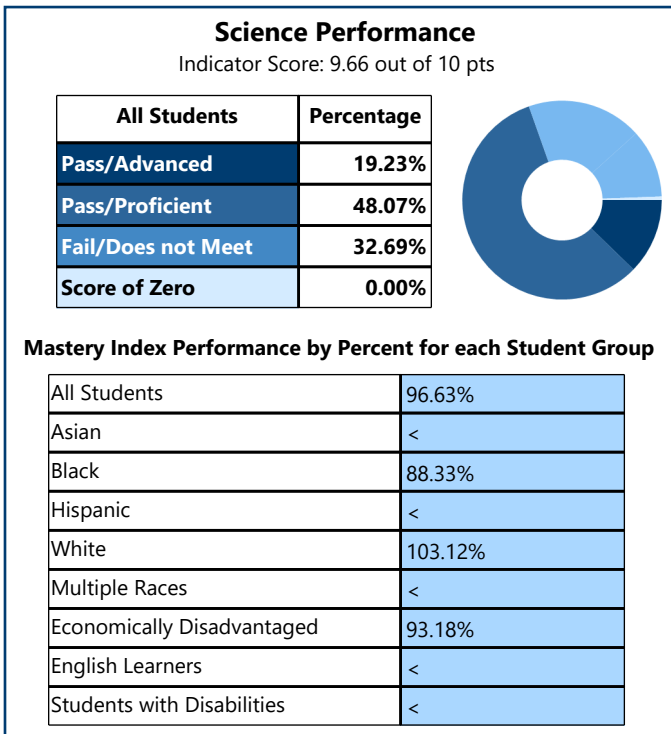 Science Performance
Indicator Score: 9.66 out of 10 pts
All Students Percentage
Pass/Advanced 19.23%
Pass/Proficient 48.07%
Fail/Does not Meet 32.69%
Score of Zero 0.00%
Mastery Index Performance by Percent for each Student Group
All Students 96.63%
Asian <
Black 88.33%
Hispanic <
White 103.12%
Multiple Races <
Economically Disadvantaged 93.18%
English Learners <
Students with Disabilities <